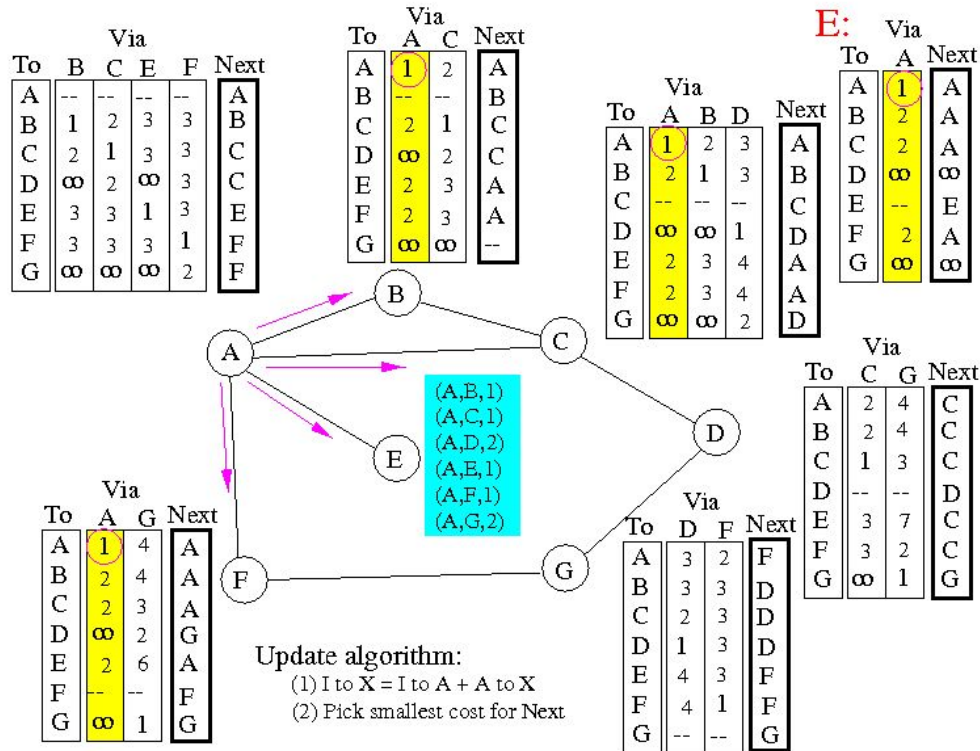 Via
To B C E F Next
A -- -- -- -- A
B 1 2 3 3 B
C 2 1 3 3 C
D ∞ 2 ∞ 3 C
E 3 3 1 3 E
F 3 3 3 1 F
G ∞ ∞ ∞ 2 F
Via
To A C Next
A 1 2 A
B -- -- B
C 2 1 C
D ∞ 2 C
E 2 3 A
F 2 3 A
G ∞ ∞ --
Via
To A B D Next
A 1 2 3 A
B 2 1 3 B
C -- -- -- C
D ∞ ∞ 1 D
E 2 3 4 A
F 2 3 4 A
G ∞ ∞ 2 D
E:
Via
To A Next
A 1 A
B 2 A
C 2 A
D ∞ ∞
E -- E
F 2 A
G ∞ ∞
B
A
C
D
E
F
G
(A,B,1)
(A,C,1)
(A,D,2)
(A,E,1)
(A,F,1)
(A,G,2)
Via
To C G Next
A 2 4 C
B 2 4 C
C 1 3 C
D -- -- D
E 3 7 C
F 3 2 C
G ∞ 1 G
Via
To A G Next
A 1 4 A
B 2 4 A
C 2 3 A
D ∞ 2 G
E 2 6 A
F -- -- F
G ∞ 1 G
Via
To D F Next
A 3 2 F
B 3 3 D
C 2 3 D
D 1 3 D
E 4 3 F
F 4 1 F
G -- -- G
Update algorithm:
(1) I to X = I to A + A to X
(2) Pick smallest cost for Next